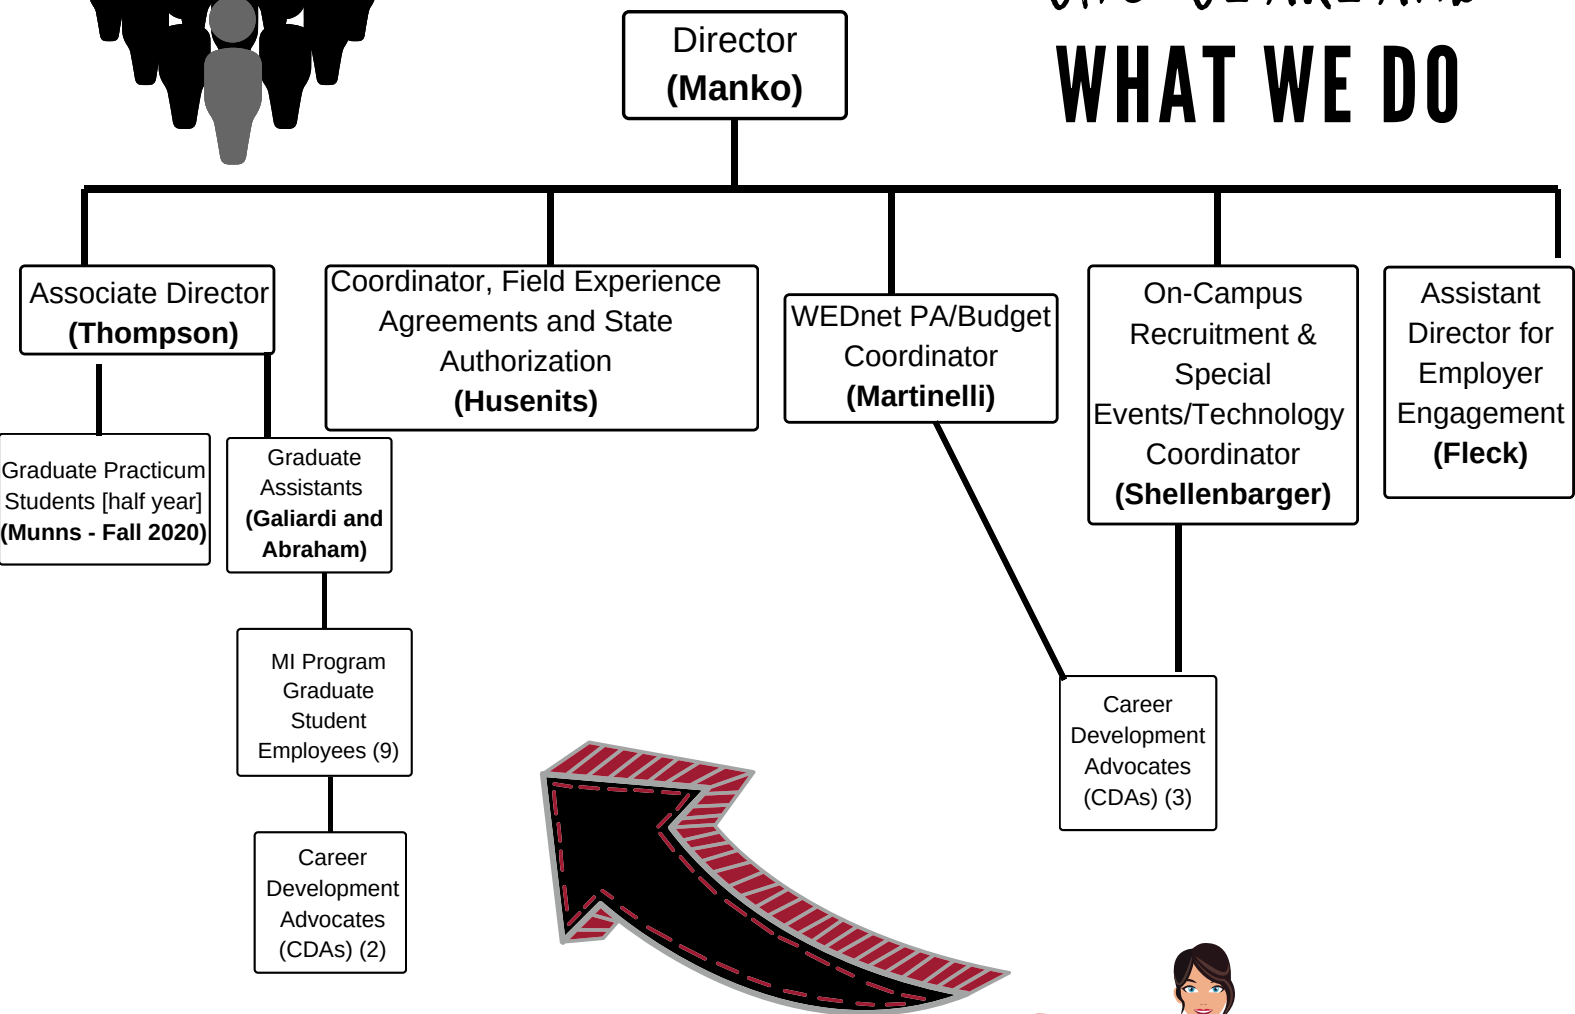 WHAT WE DO
Director
(Manko)
Associate Director
(Thompson)
Coordinator, Field Experience
Agreements and State
Authorization
(Husenits)
WEDnet PA/Budget
Coordinator
(Martinelli)
On-Campus
Recruitment &
Special
Events/Technology
Coordinator
(Shellenbarger)
Assistant
Director for
Employer
Engagement
(Fleck)
Graduate Practicum
Students [half year]
(Munns - Fall 2020)
Graduate
Assistants
(Galiardi and
Abraham)
MI Program
Graduate
Student
Employees (9)
Career
Development
Advocates
(CDAs) (2)
Career
Development
Advocates
(CDAs) (3)